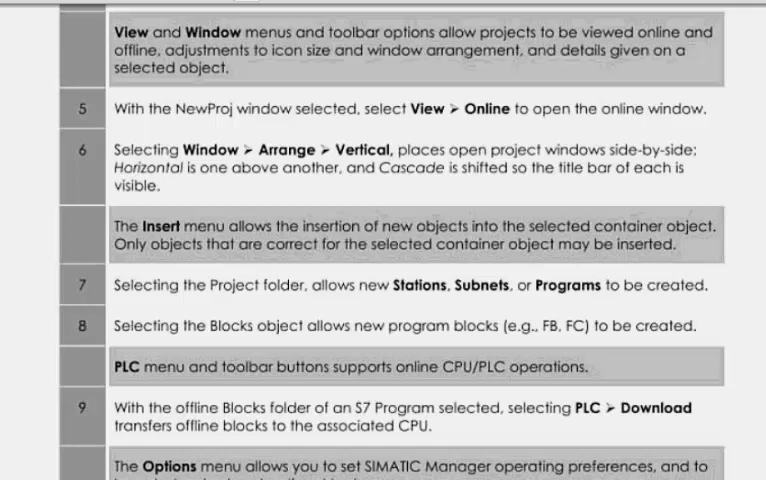 View and Window menus and toolbar options allow projects to be viewed online and
offline, adjustments to icon size and window arrangement, and details given on a
selected object.
5 With the NewProj window selected, select View ➢ Online to open the online window.
6 Selecting Window ➢ Arrange ➢ Vertical, places open project windows side-by-side;
Horizontal is one above another, and Cascade is shifted so the title bar of each is
visible.
The Insert menu allows the insertion of new objects into the selected container object.
Only objects that are correct for the selected container object may be inserted.
7 Selecting the Project folder, allows new Stations, Subnets, or Programs to be created.
8 Selecting the Blocks object allows new program blocks (e.g., FB, FC) to be created.
PLC menu and toolbar buttons supports online CPU/PLC operations.
9 With the offline Blocks folder of an S7 Program selected, selecting PLC ➢ Download
transfers offline blocks to the associated CPU.
The Options menu allows you to set SIMATIC Manager operating preferences, and to